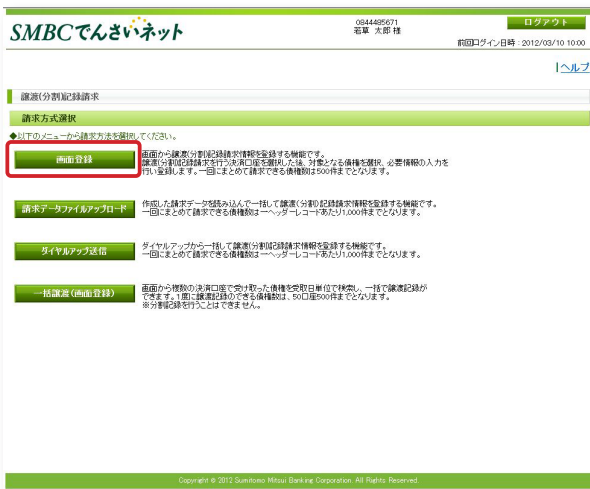 SMBCでんさいネット
0844485671
若草 太郎 様
ログアウト
前回ログイン日時：2012/03/10 10:00
|ヘルプ
譲渡(分割)記録請求
請求方式選択
◆以下のメニューから請求方法を選択してください。
画面登録
画面から譲渡(分割)記録請求情報を登録する機能です。
譲渡(分割)記録請求を行う決済口座を選択した後、対象となる債権を選択、必要情報の入力を
行い登録します。一回にまとめて請求できる債権数は500件までとなります。
請求データファイルアップロード
作成した請求データを読み込んで一括して譲渡(分割)記録請求情報を登録する機能です。
一回にまとめて請求できる債権数は一ヘッダーレコードあたり1,000件までとなります。
ダイヤルアップ送信
ダイヤルアップから一括して譲渡(分割)記録請求情報を登録する機能です。
一回にまとめて請求できる債権数は一ヘッダーレコードあたり1,000件までとなります。
一括譲渡(画面登録)
画面から複数の決済口座で受け取った債権を受取日単位で検索し、一括で譲渡記録が
できます。1度に譲渡記録のできる債権数は、50口座500件までとなります。
※分割記録を行うことはできません。
Copyright © 2012 Sumitomo Mitsui Banking Corporation. All Rights Reserved.